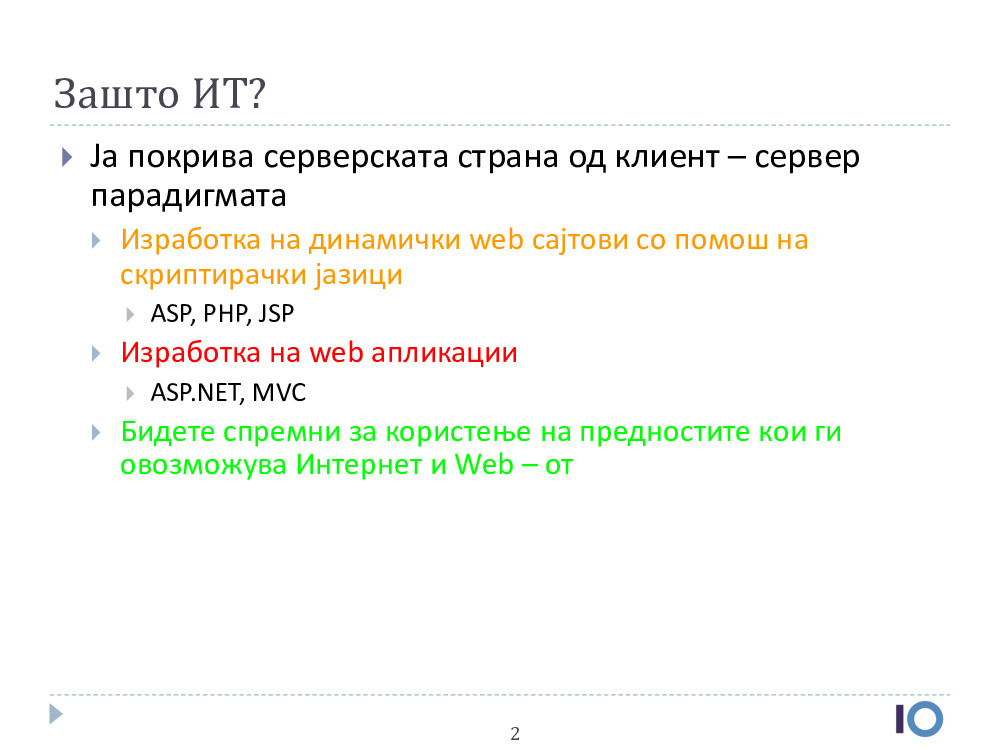 Зашто ИТ?
Ја покрива серверската страна од клиент – сервер
парадигмата
Изработка на динамички web сајтови со помош на
скриптирачки јазици
ASP, PHP, JSP
Изработка на web апликации
ASP.NET, MVC
Бидете спремни за користење на предностите кои ги
овозможува Интернет и Web – от
2